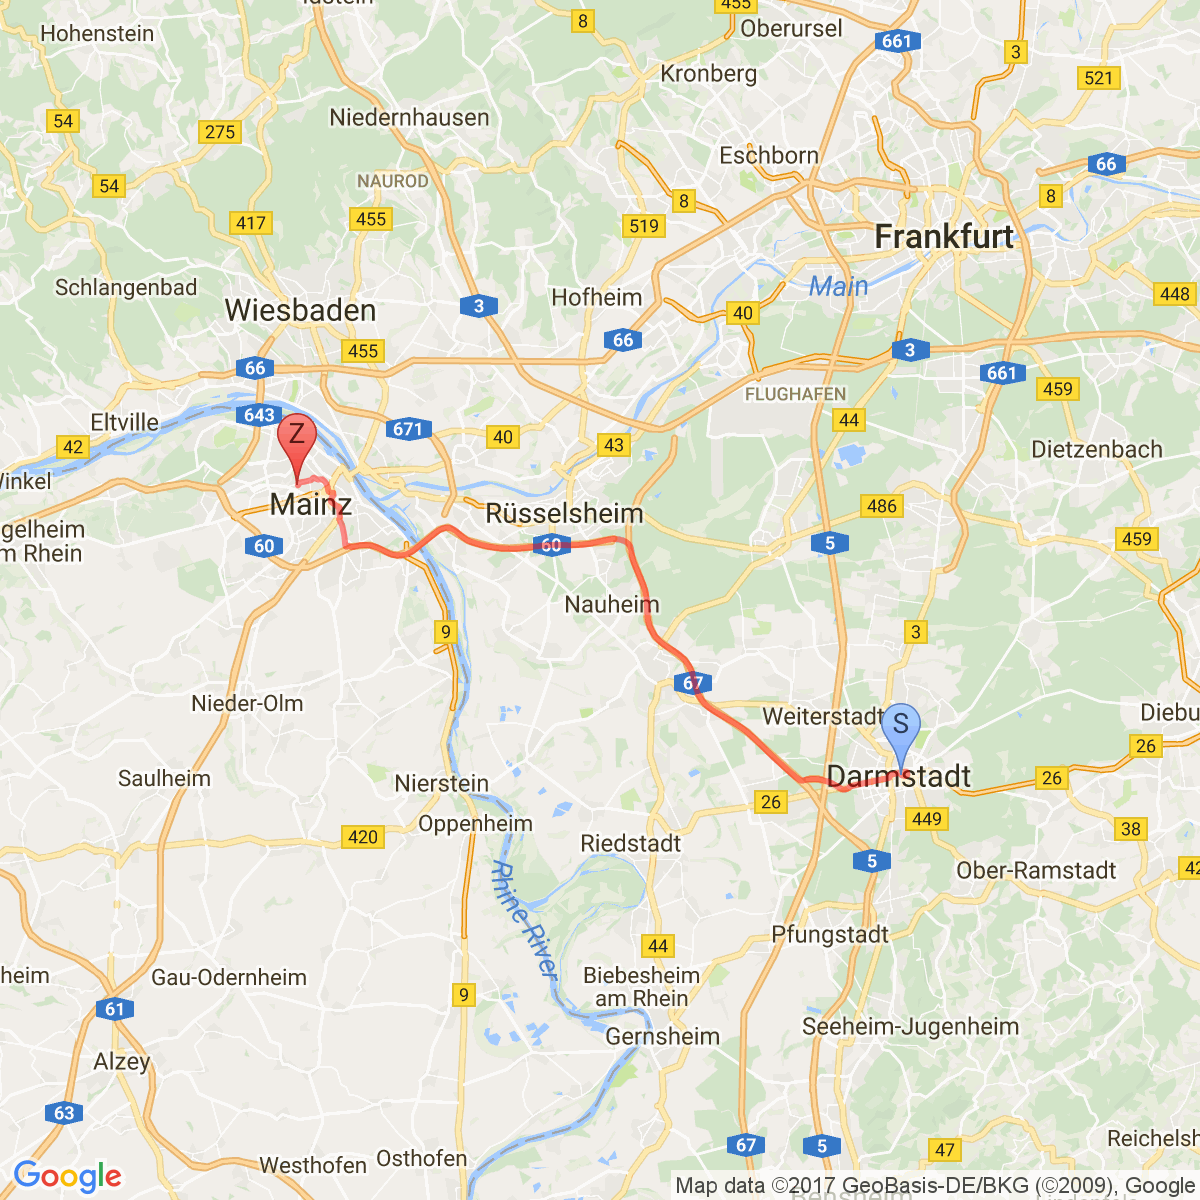 Idstein
455
Hohenstein
8
Oberursel
661
3
Kronberg
521
54
275
Niedernhausen
Eschborn
66
NAUROD
54
8
8
417
455
519
Frankfurt
Schlangenbad
Main
448
Wiesbaden
3
Hofheim
40
66
455
3
66
661
459
FLUGHAFEN
643
Eltville
44
671
42
40
43
Z
Dietzenbach
Winkel
Mainz
Rüsselsheim
486
ngelheim
m Rhein
60
60
5
459
Nauheim
9
3
67
Nieder-Olm
Weiterstadt
S
Diebu
26
Saulheim
Nierstein
Darmstadt
26
26
Oppenheim
449
38
420
Riedstadt
5
Ober-Ramstadt
42
Rhine River
Pfungstadt
44
heim
Gau-Odernheim
Biebesheim
am Rhein
9
61
Gernsheim
Seeheim-Jugenheim
Alzey
63
67
5
47
Reichelsh
Westhofen
Osthofen
Google
Map data ©2017 GeoBasis-DE/BKG (©2009), Google
Bensheim